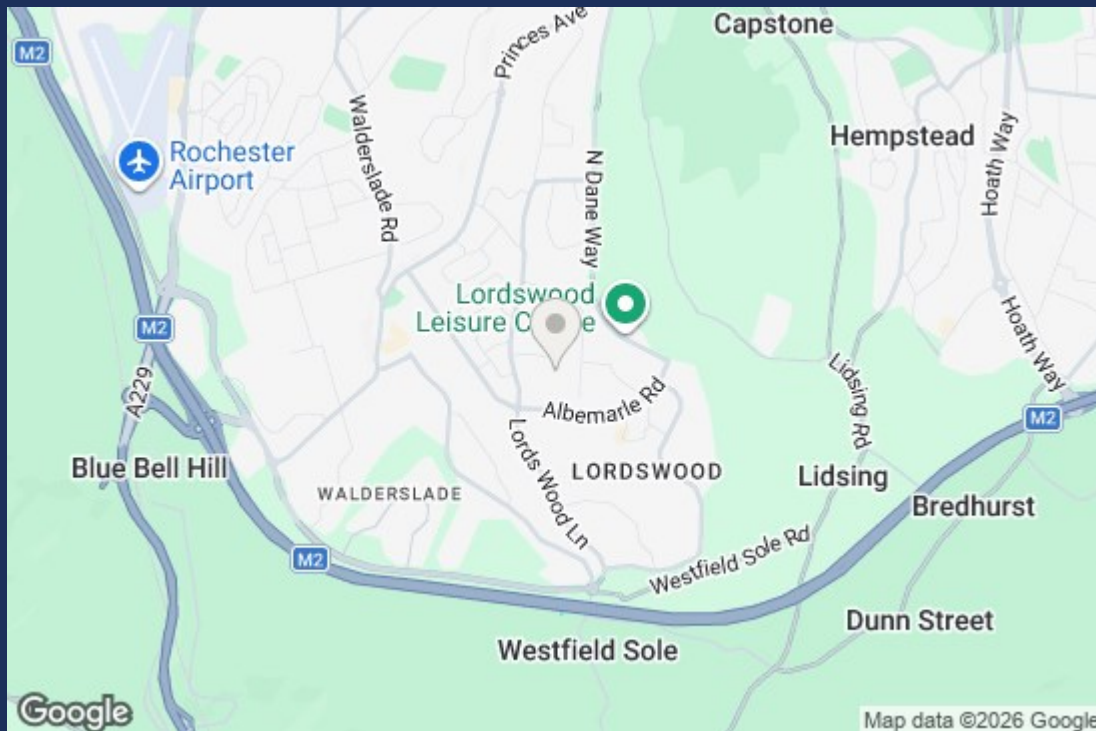 Capstone
M2
Princes Ave
Walderslade Rd
Hempstead
Hoath Way
Rochester
Airport
N Dane Way
Lordswood
Leisure C
e
Hoath Way
M2
A229
Lidsing Rd
Albemarle Rd
M2
Blue Bell Hill
Lords Wood Ln
LORDSWOOD
Lidsing
WALDERSLADE
Bredhurst
M2
Westfield Sole Rd
Dunn Street
Westfield Sole
Google
Map data ©2026 Google